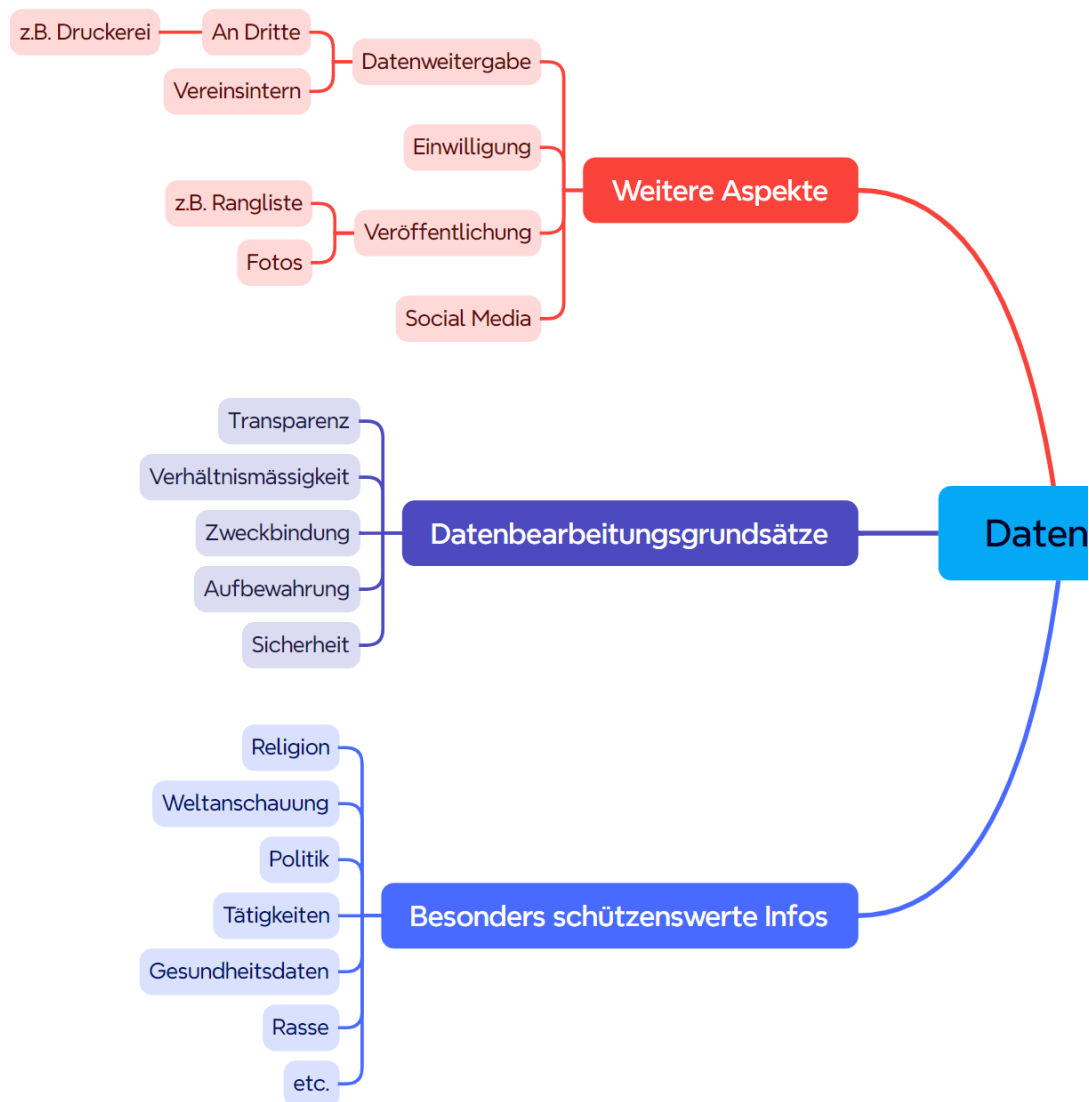 z.B. Druckerei
An Dritte
Datenweitergabe
Vereinsintern
Einwilligung
Weitere Aspekte
z.B. Rangliste
Veröffentlichung
Fotos
Social Media
Transparenz
Verhältnismässigkeit
Zweckbindung
Datenbearbeitungsgrundsätze
Daten
Aufbewahrung
Sicherheit
Religion
Weltanschauung
Politik
Tätigkeiten
Besonders schützenswerte Infos
Gesundheitsdaten
Rasse
etc.